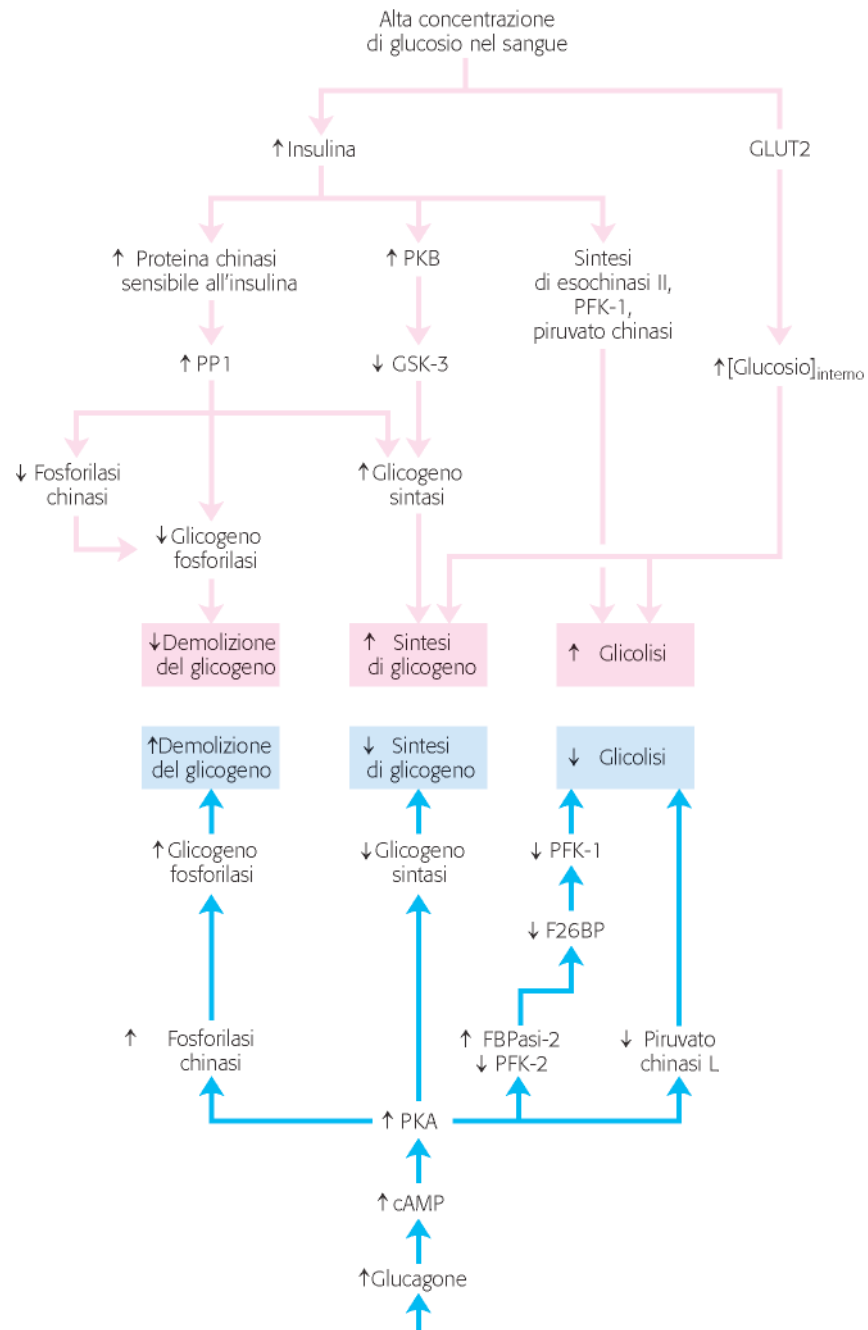 Alta concentrazione
di glucosio nel sangue
↑ Insulina
GLUT2
↑ Proteina chinasi
sensibile all'insulina
↑ PKB
Sintesi
di esochinasi II,
PFK-1,
piruvato chinasi
↑ PP1
↓ GSK-3
↑ [Glucosio]interno
↓ Fosforilasi
chinasi
↑ Glicogeno
sintasi
↓ Glicogeno
fosforilasi
↓ Demolizione
del glicogeno
↑ Sintesi
di glicogeno
↑ Glicolisi
↑ Demolizione
del glicogeno
↓ Sintesi
di glicogeno
↓ Glicolisi
↑ Glicogeno
fosforilasi
↓ Glicogeno
sintasi
↓ PFK-1
↓ F26BP
↑ Fosforilasi
chinasi
↑ FBPasi-2
↓ PFK-2
↓ Piruvato
chinasi L
↑ PKA
↑ cAMP
↑ Glucagone